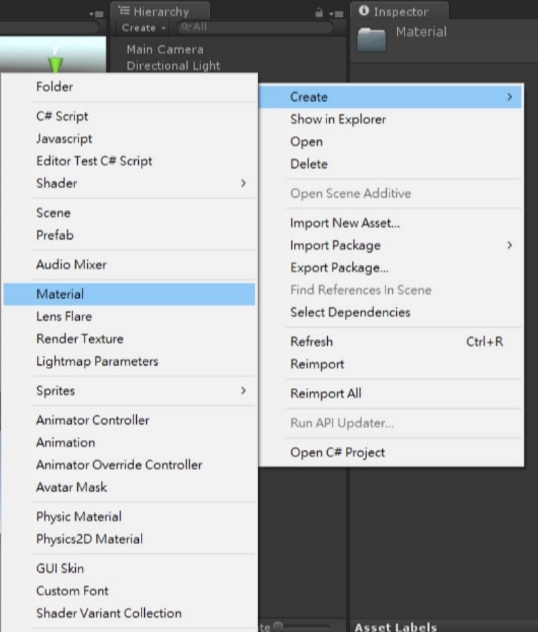 Hierarchy
Create
All
Main Camera
Directional Light
Inspector
Material
y
Create
Show in Explorer
Open
Delete
Open Scene Additive
Import New Asset...
Import Package
Export Package...
Find References In Scene
Select Dependencies
Refresh Ctrl+R
Reimport
Reimport All
Run API Updater...
Open C# Project
Folder
C# Script
Javascript
Editor Test C# Script
Shader
Scene
Prefab
Audio Mixer
Material
Lens Flare
Render Texture
Lightmap Parameters
Sprites
Animator Controller
Animation
Animator Override Controller
Avatar Mask
Physic Material
Physics2D Material
GUI Skin
Custom Font
Shader Variant Collection
Asset Labels